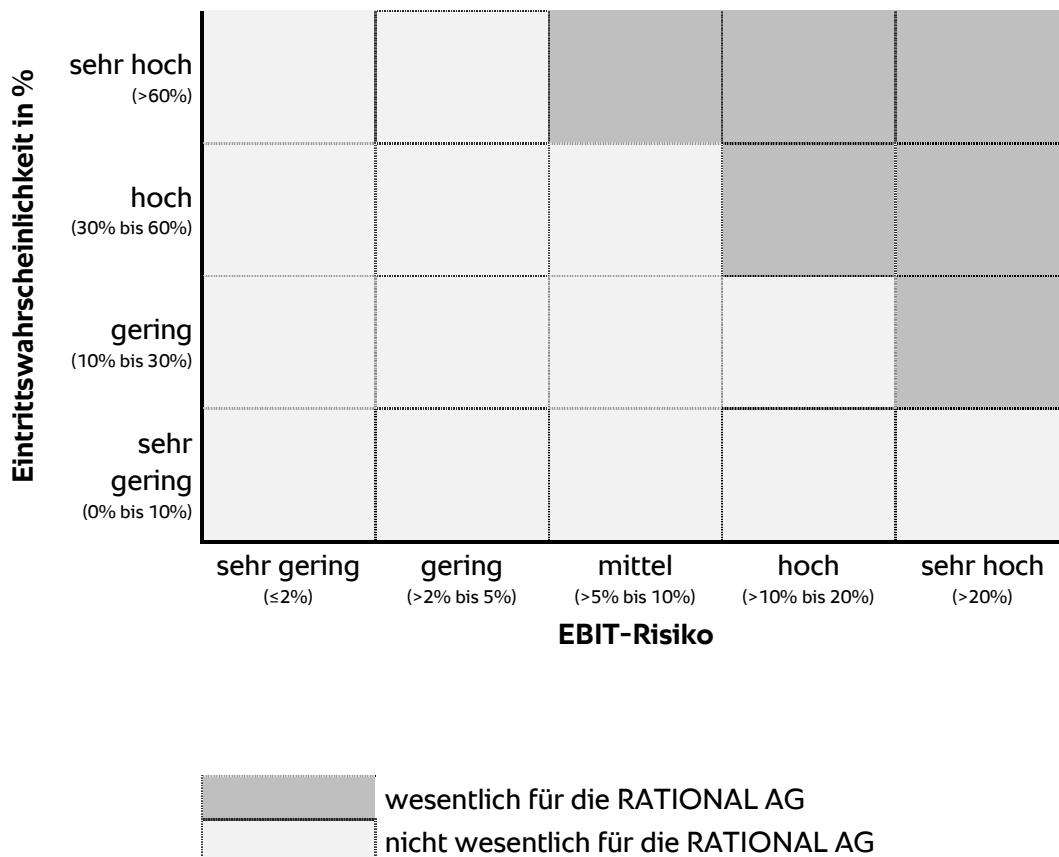 Eintrittswahrscheinlichkeit in %
sehr hoch
(>60%)
hoch
(30% bis 60%)
gering
(10% bis 30%)
sehr
gering
(0% bis 10%)
sehr gering gering mittel hoch sehr hoch
(≤2%) (>2% bis 5%) (>5% bis 10%) (>10% bis 20%) (>20%)
EBIT-Risiko
wesentlich für die RATIONAL AG
nicht wesentlich für die RATIONAL AG